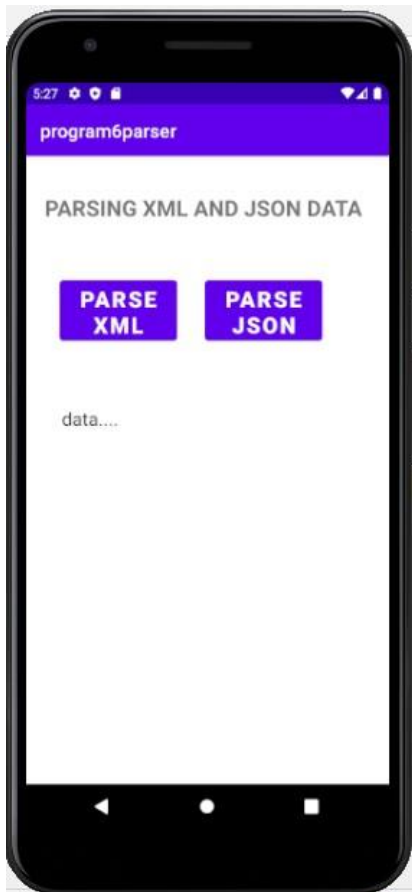 5:27
program6parser
PARSING XML AND JSON DATA
PARSE
XML
PARSE
JSON
data....